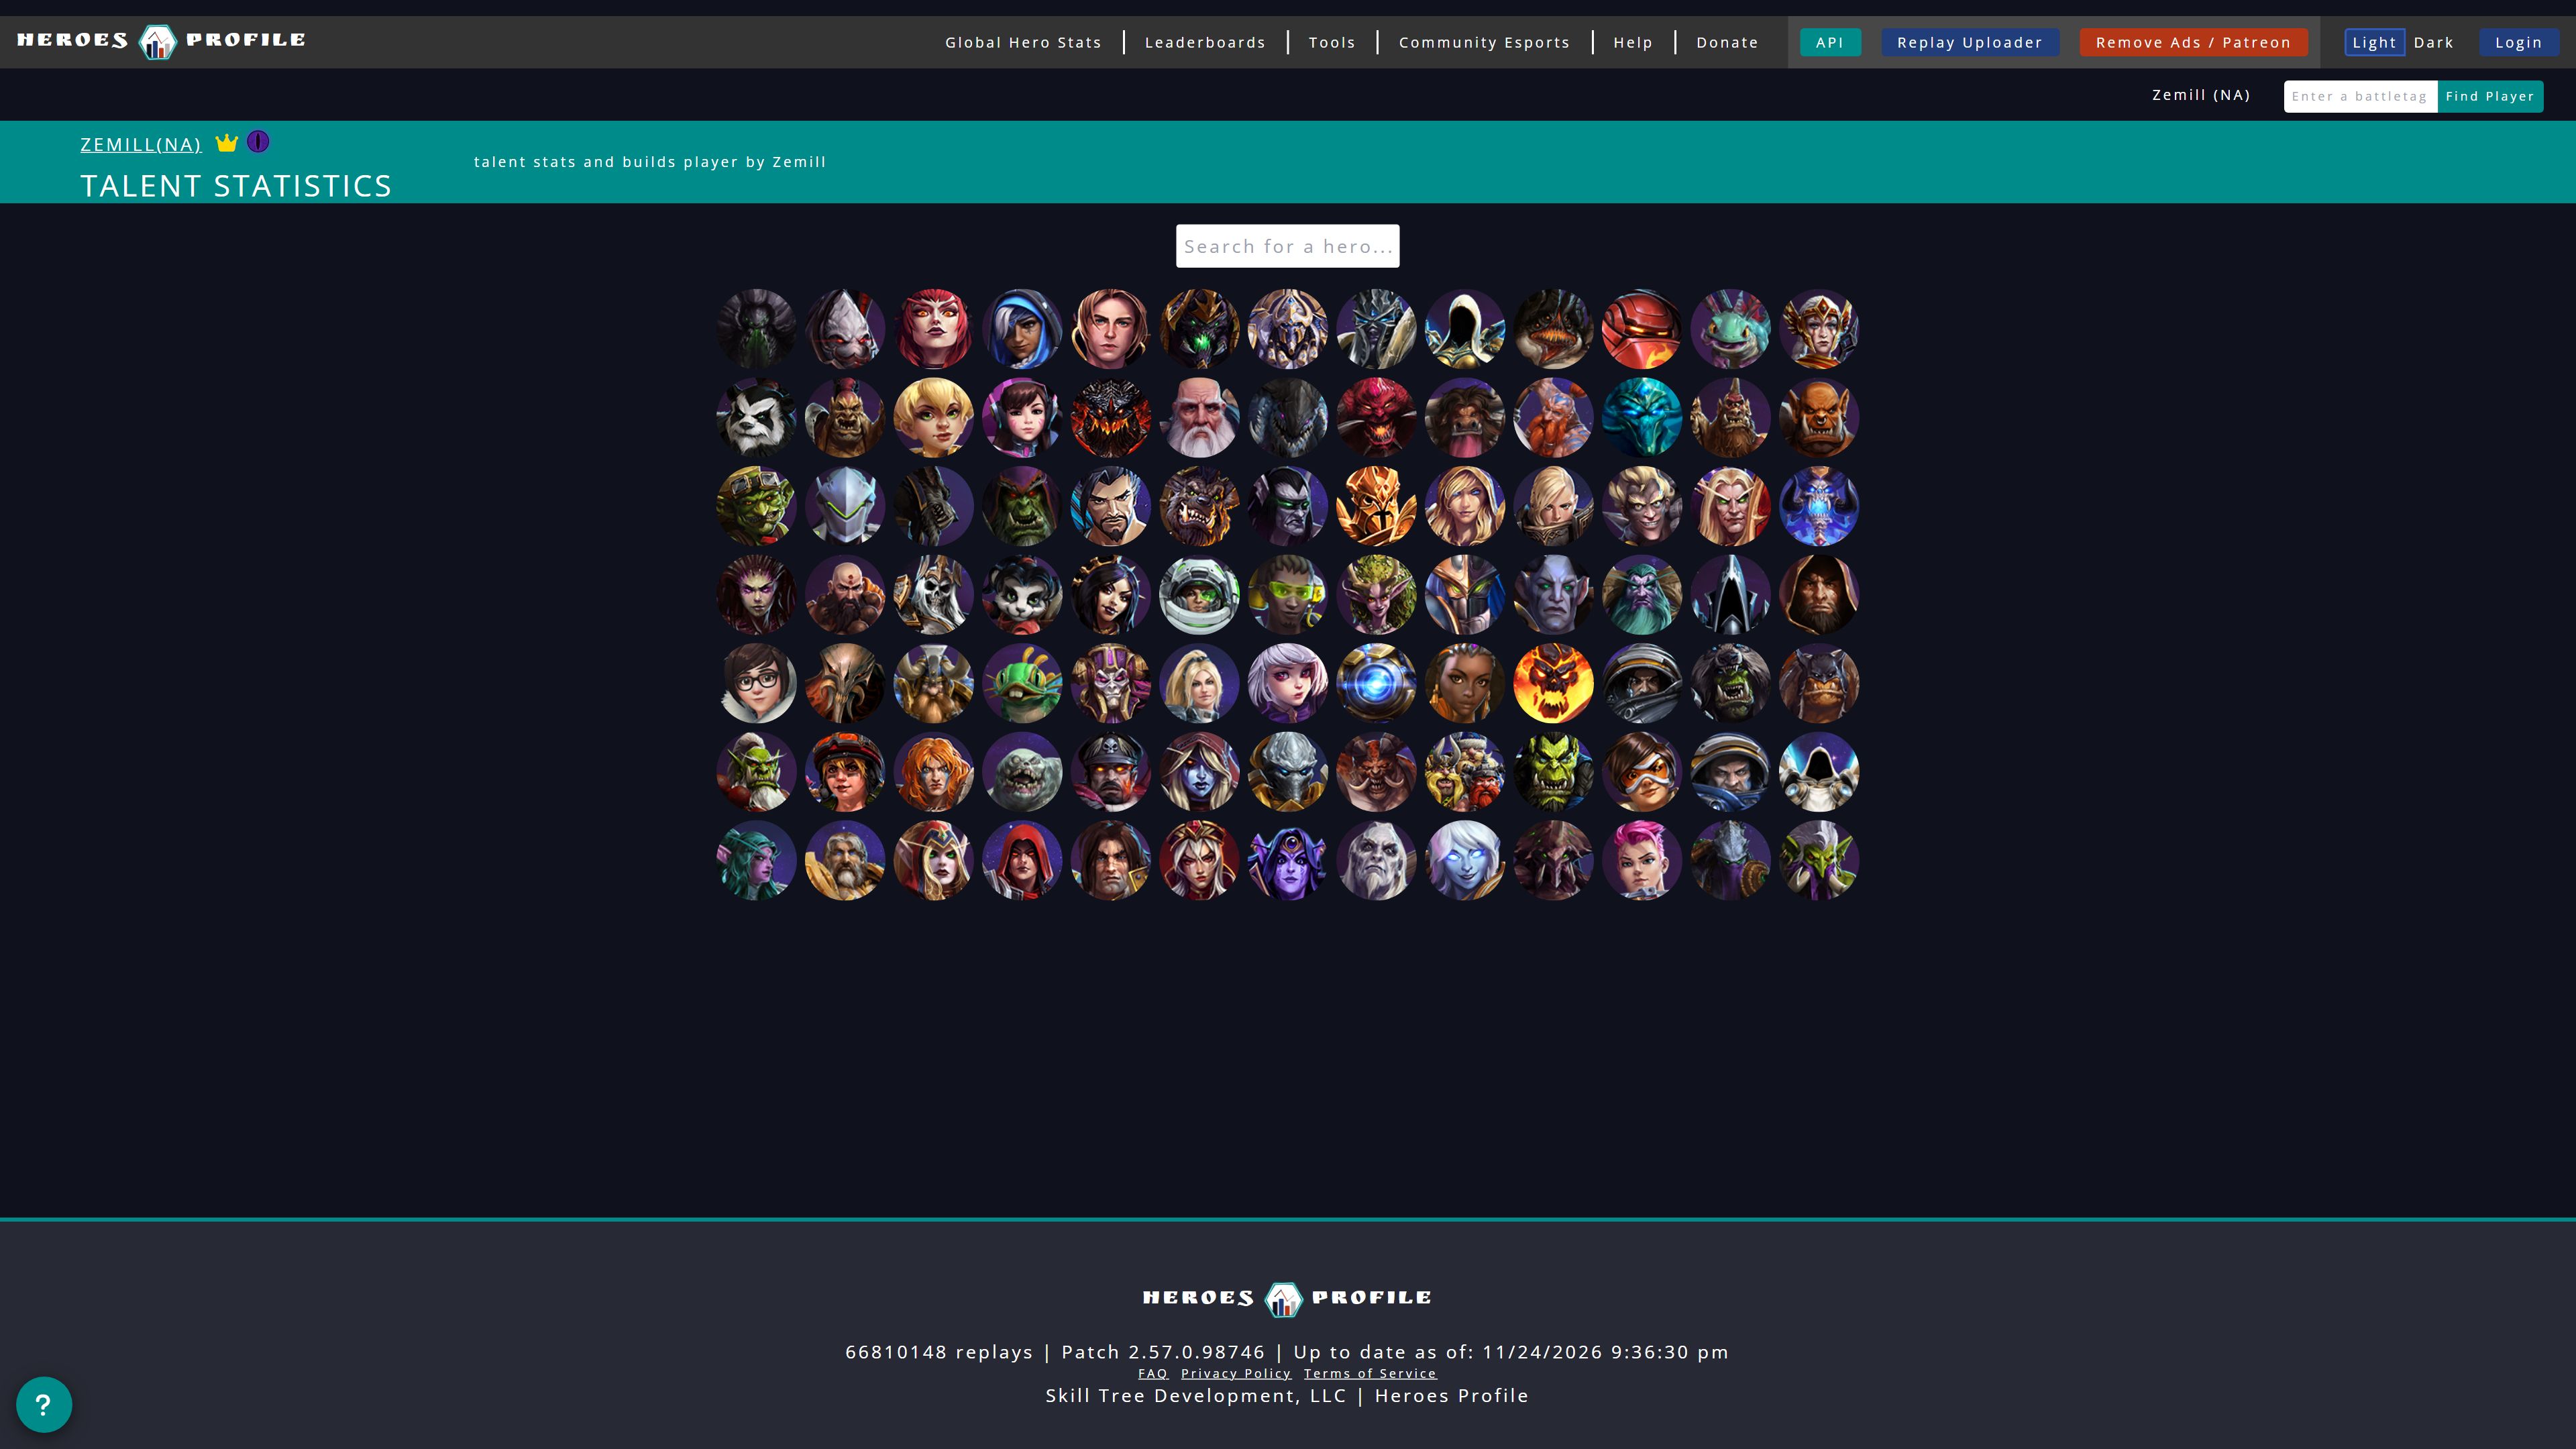 HEROES PROFILE
Global Hero Stats Leaderboards Tools Community Esports Help Donate API Replay Uploader Remove Ads / Patreon Light Dark Login
Zemill (NA) Enter a battletag Find Player
ZEMILL(NA)
talent stats and builds player by Zemill
TALENT STATISTICS
Search for a hero...
HEROES PROFILE
66810148 replays | Patch 2.57.0.98746 | Up to date as of: 11/24/2026 9:36:30 pm
FAQ Privacy Policy Terms of Service
Skill Tree Development, LLC | Heroes Profile
?